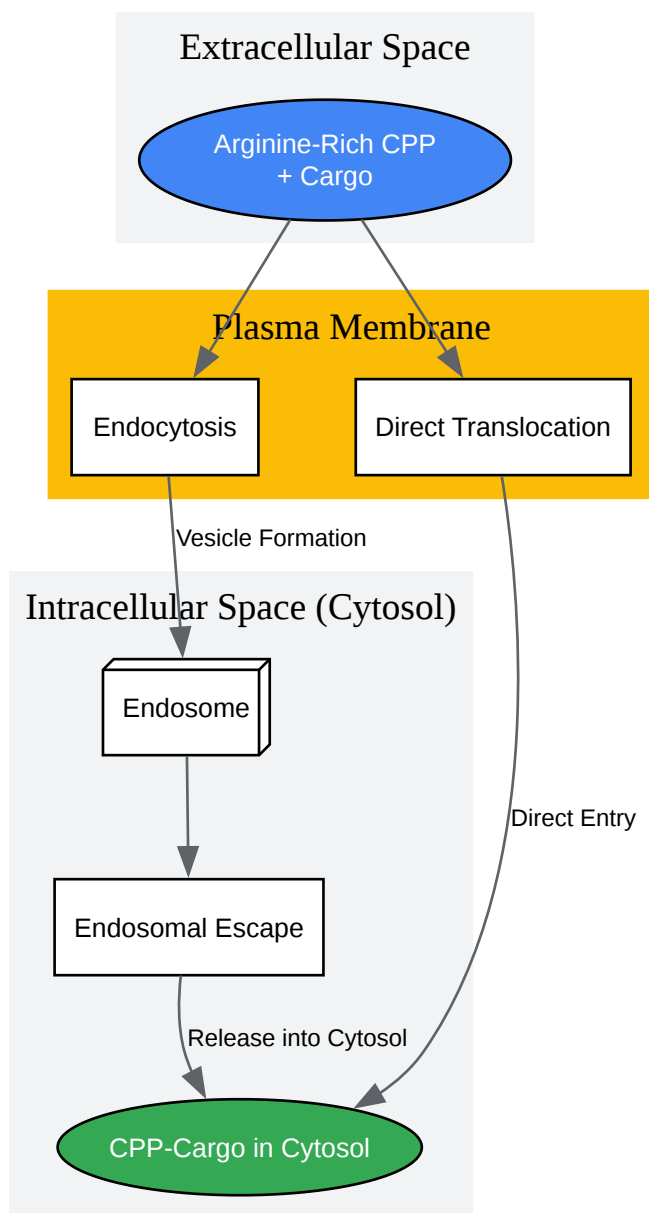 Extracellular Space
Arginine-Rich CPP
+ Cargo
Plasma Membrane
Endocytosis
Direct Translocation
Vesicle Formation
Intracellular Space (Cytosol)
Endosome
Direct Entry
Endosomal Escape
Release into Cytosol
CPP-Cargo in Cytosol